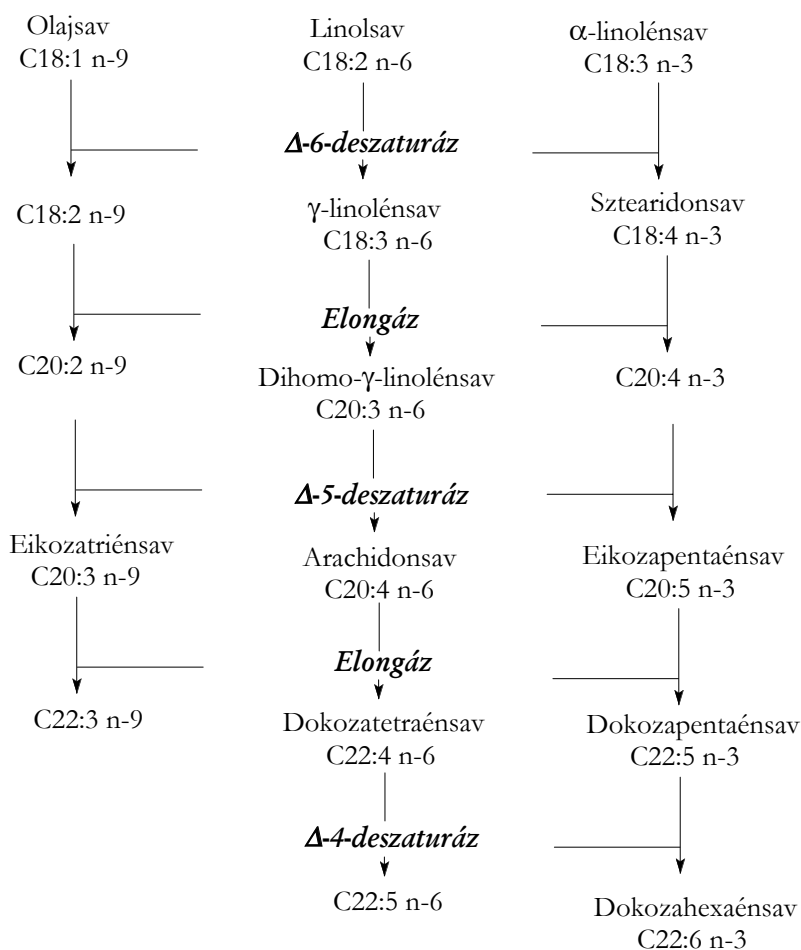 Olajsav
C18:1 n-9
Linolsav
C18:2 n-6
α-linolénsav
C18:3 n-3
Δ-6-deszaturáz
C18:2 n-9
γ-linolénsav
C18:3 n-6
Sztearidonsav
C18:4 n-3
Elongáz
C20:2 n-9
Dihomo-γ-linolénsav
C20:3 n-6
C20:4 n-3
Δ-5-deszaturáz
Eikozatriénsav
C20:3 n-9
Arachidonsav
C20:4 n-6
Eikozapentaénsav
C20:5 n-3
Elongáz
C22:3 n-9
Dokozatetraénsav
C22:4 n-6
Dokozapentaénsav
C22:5 n-3
Δ-4-deszaturáz
C22:5 n-6
Dokozahexaénsav
C22:6 n-3